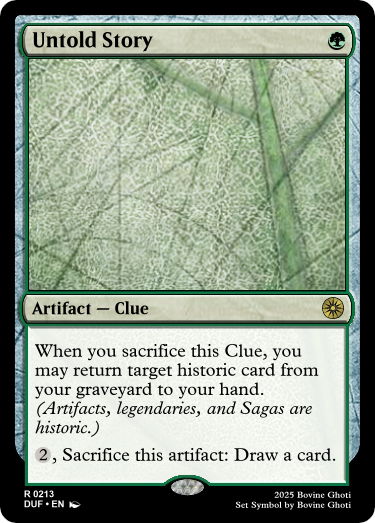 Untold Story
Artifact — Clue
When you sacrifice this Clue, you
may return target historic card from
your graveyard to your hand.
(Artifacts, legendaries, and Sagas are
historic.)
2, Sacrifice this artifact: Draw a card.
R 0213
DUF • EN
2025 Bovine Ghoti
Set Symbol by Bovine Ghoti